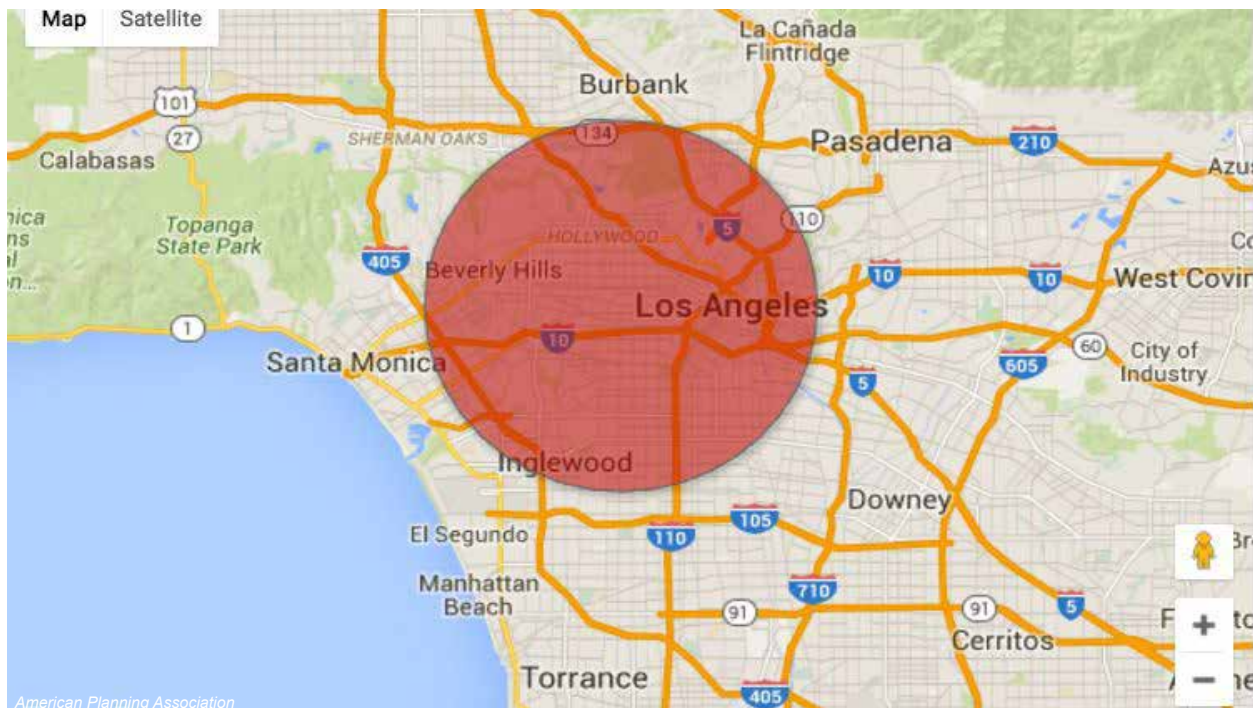 Map
Satellite
La Cañada
Flintridge
Burbank
101
134
27
SHERMAN OAKS
Pasadena
210
Calabasas
Topanga
State Park
110
5
HOLLYWOOD
405
Beverly Hills
10
10
West Covin
Los Angeles
1
10
60
City of
Industry
Santa Monica
605
5
Inglewood
Downey
El Segundo
105
110
Manhattan
Beach
710
91
91
5
Cerritos
+
Torrance
−
405
American Planning Association